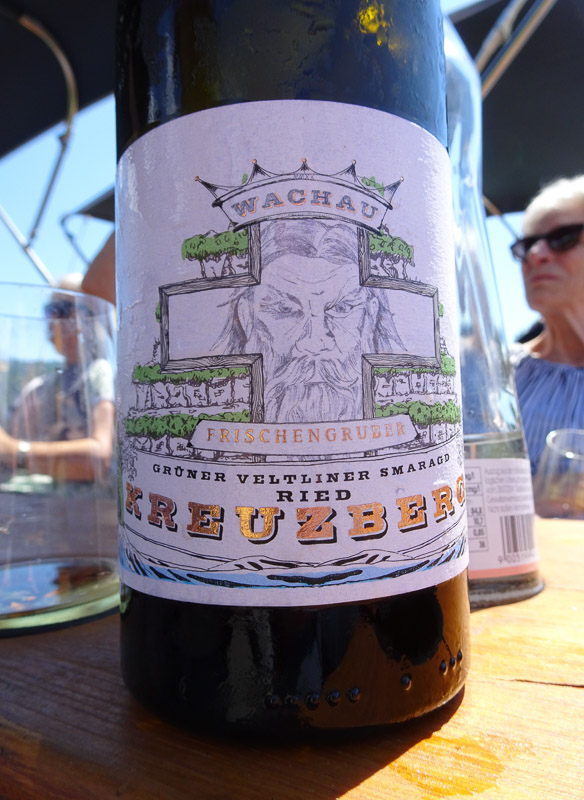 WACHAU
FRISCHENGRUBER
GRÜNER VELTLINER SMARAGD
RIED
KREUZBERG